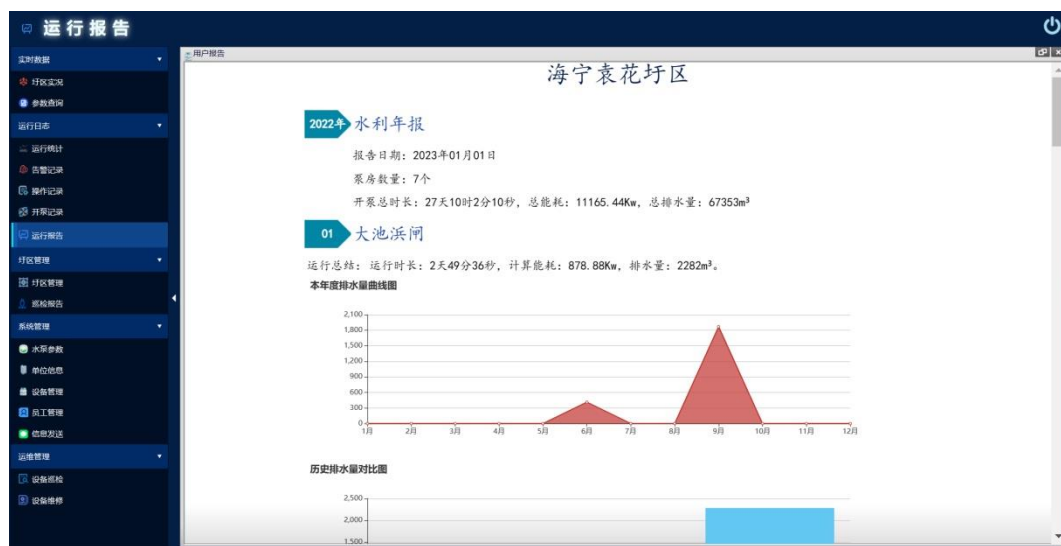 运行报告
实时数据
圩区实况
参数查询
运行日志
运行统计
告警记录
操作记录
开泵记录
运行报告
圩区管理
圩区管理
巡检报告
系统管理
水泵参数
单位信息
设备管理
员工管理
信息发送
运维管理
设备巡检
设备维修
用户报告
海宁袁花圩区
2022年 水利年报
报告日期：2023年01月01日
泵房数量：7个
开泵总时长：27天10时2分10秒，总能耗：11165.44Kw，总排水量：67353m³
01 大池浜闸
运行总结：运行时长：2天49分36秒，计算能耗：878.88Kw，排水量：2282m³。
本年度排水量曲线图
2,100
1,800
1,500
1,200
900
600
300
0
1月 2月 3月 4月 5月 6月 7月 8月 9月 10月 11月 12月
历史排水量对比图
2,500
2,000
1,500